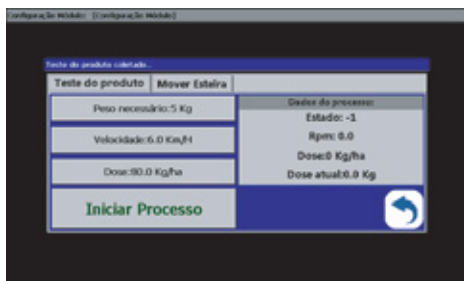 Configuração Módulo: [Configuração Módulo]
Teste do produto coletado..
Teste do produto
Mover Esteira
Peso necessário:5 Kg
Velocidade:6.0 Km/H
Dose:80.0 Kg/ha
Iniciar Processo
Dados do processo:
Estado: -1
Rpm: 0.0
Dose:0 Kg/ha
Dose atual:0.0 Kg